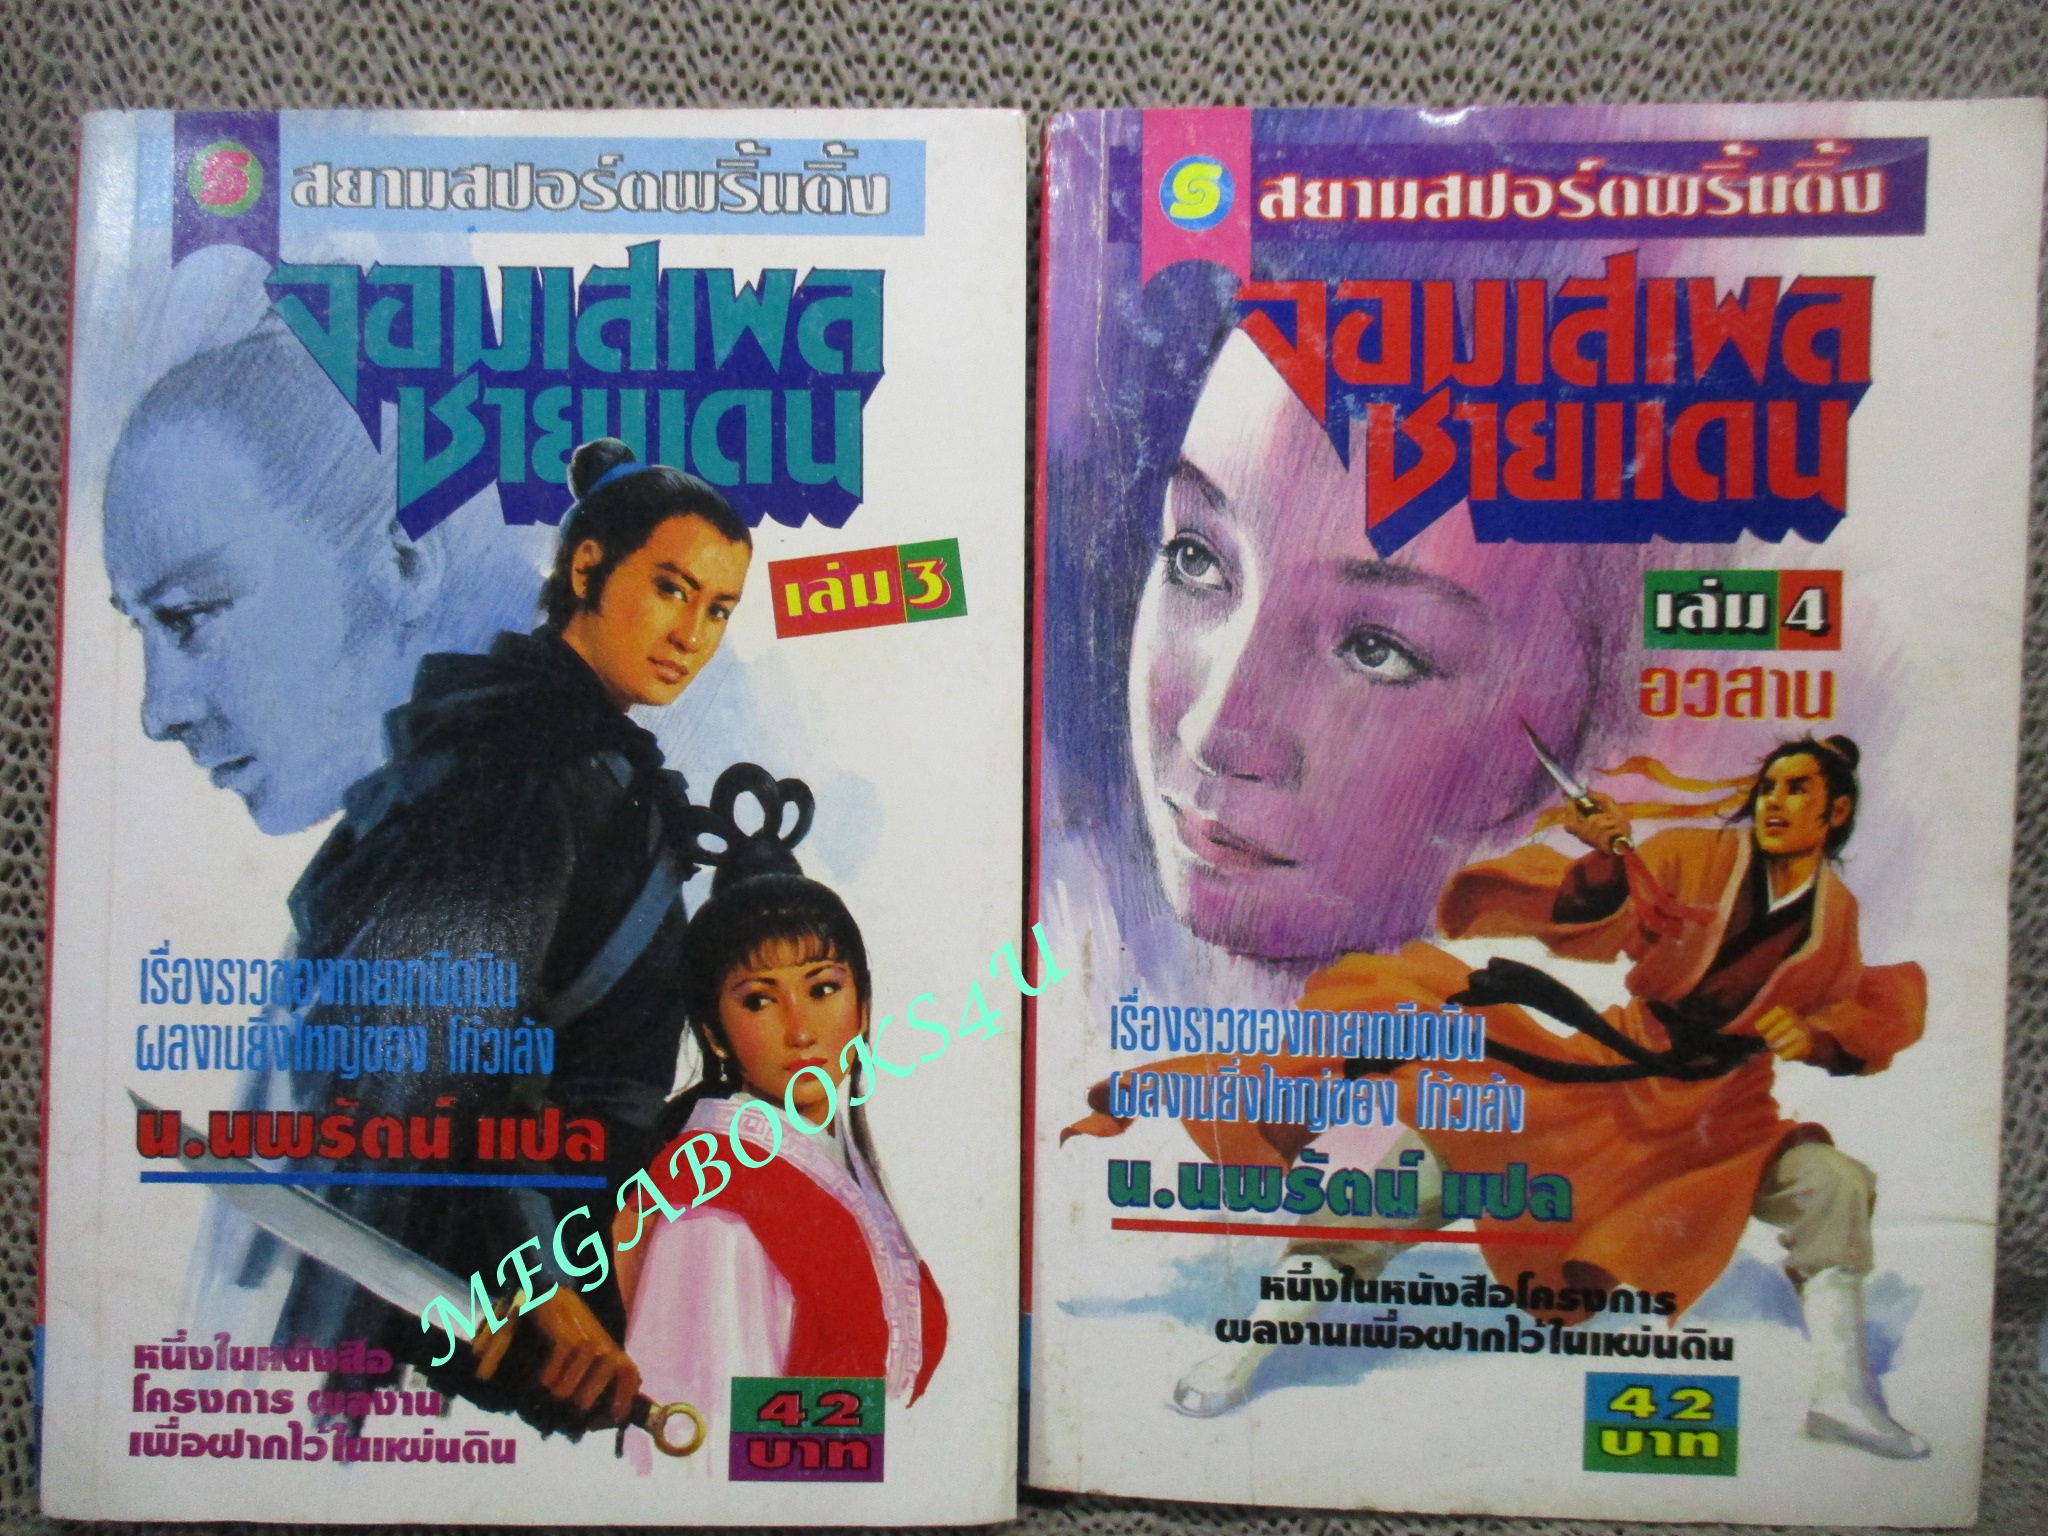 S
สยามสปอร์ตพริ้นติ้ง
จอมเสเพล
ชายแดน
เล่ม 3
เรื่องราวของทายาทมีดบิน
ผลงานยิ่งใหญ่ของ โก้วเล้ง
น.นพรัตน์ แปล
หนึ่งในหนังสือ
โครงการ ผลงาน
เพื่อฝากไว้ในแผ่นดิน
42
บาท
S
สยามสปอร์ตพริ้นติ้ง
จอมเสเพล
ชายแดน
เล่ม 4
อวสาน
เรื่องราวของทายาทมีดบิน
ผลงานยิ่งใหญ่ของ โก้วเล้ง
น.นพรัตน์ แปล
หนึ่งในหนังสือโครงการ
ผลงานเพื่อฝากไว้ในแผ่นดิน
42
บาท
MEGABOOKS4U